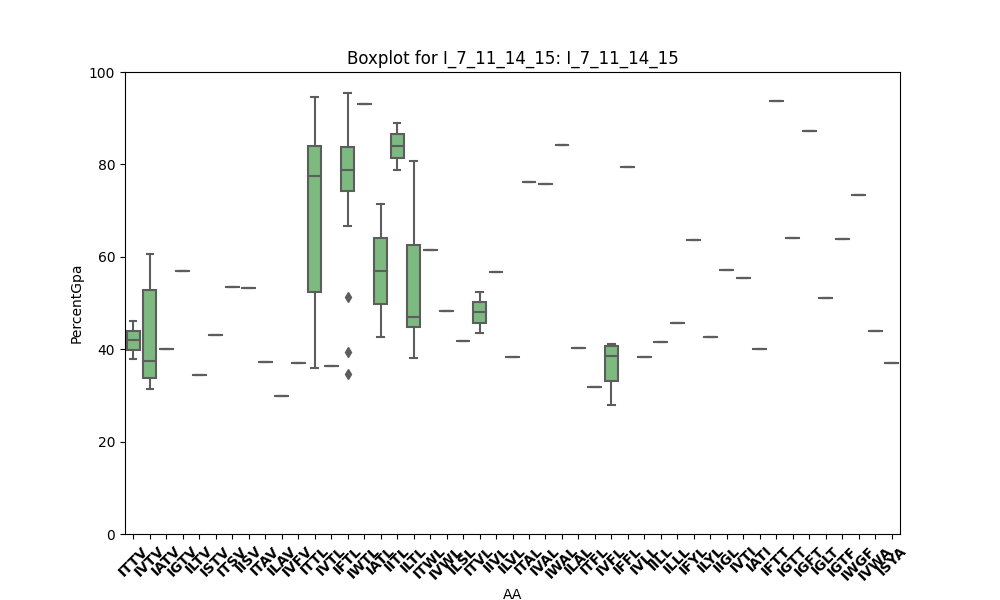 Boxplot for I_7_11_14_15: I_7_11_14_15
100
80
60
40
20
0
PercentGpa
ITTV IVTV IATV IGTV ILTV ISTV ITSV IISV ITAV ILAV IVFV ITTL IVTL IFTL IWTL IATL IITL ILTL ITWL IVWL ILSL ITVL IIVL ILVL ITAL IVAL IWAL ILAL ITFL IVFL IFFL IVLL IILL ILLL IFYL ILYL IIGL IVTI IATI IFTT IGTT IGFT IGLT IGTF IWGF IVWA ISYA
AA